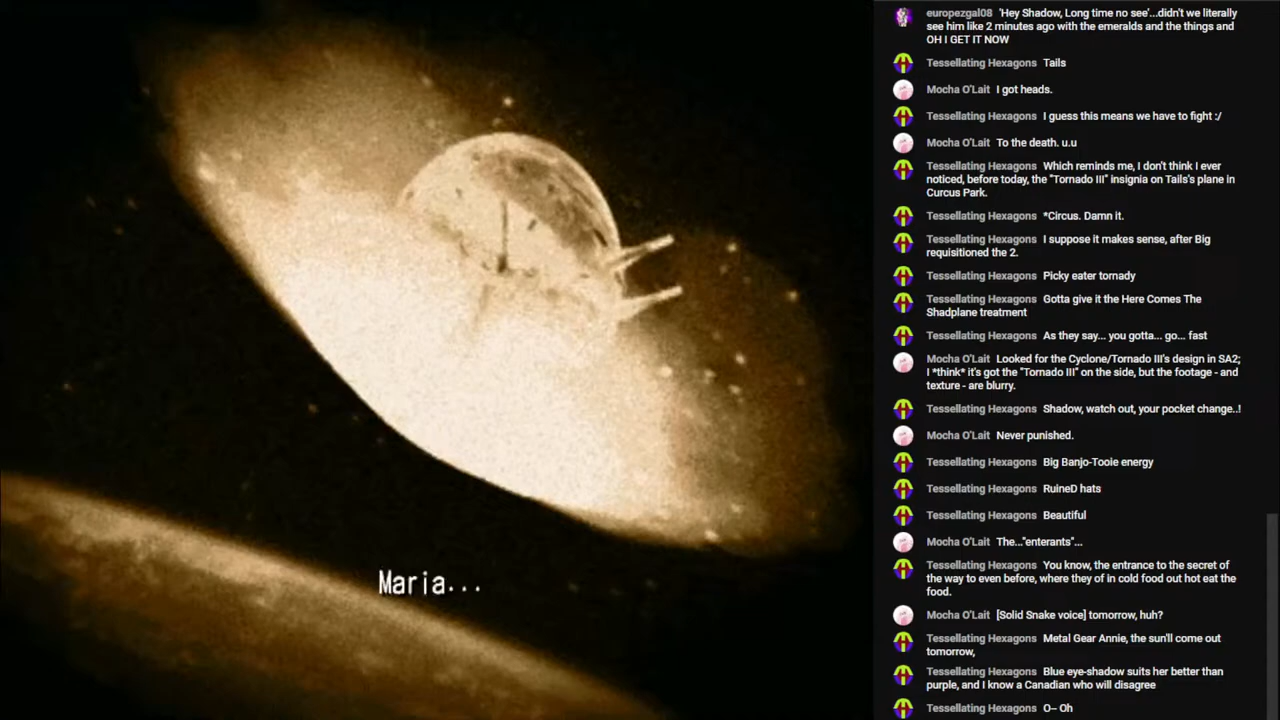 europezgal08 'Hey Shadow, Long time no see'...didn't we literally
see him like 2 minutes ago with the emeralds and the things and
OH I GET IT NOW
Tessellating Hexagons Tails
Mocha O'Lait I got heads.
Tessellating Hexagons I guess this means we have to fight :/
Mocha O'Lait To the death. u.u
Tessellating Hexagons Which reminds me, I don't think I ever
noticed, before today, the "Tornado III" insignia on Tails's plane in
Curcus Park.
Tessellating Hexagons *Circus. Damn it.
Tessellating Hexagons I suppose it makes sense, after Big
requisitioned the 2.
Tessellating Hexagons Picky eater tornady
Tessellating Hexagons Gotta give it the Here Comes The
Shadplane treatment
Tessellating Hexagons As they say... you gotta... go... fast
Mocha O'Lait Looked for the Cyclone/Tornado III's design in SA2;
I *think* it's got the "Tornado III" on the side, but the footage - and
texture - are blurry.
Tessellating Hexagons Shadow, watch out, your pocket change..!
Mocha O'Lait Never punished.
Tessellating Hexagons Big Banjo-Tooie energy
Tessellating Hexagons RuineD hats
Tessellating Hexagons Beautiful
Mocha O'Lait The..."enterants"...
Tessellating Hexagons You know, the entrance to the secret of
the way to even before, where they of in cold food out hot eat the
food.
Mocha O'Lait [Solid Snake voice] tomorrow, huh?
Tessellating Hexagons Metal Gear Annie, the sun'll come out
tomorrow,
Tessellating Hexagons Blue eye-shadow suits her better than
purple, and I know a Canadian who will disagree
Tessellating Hexagons O-- Oh
Maria...